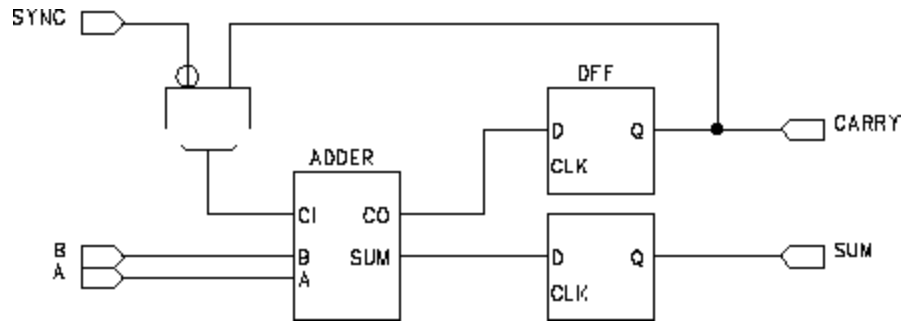 SYNC
DFF
D Q
CLK
CARRY
ADDER
CI CO
B
B SUM
A
A
D Q
CLK
SUM